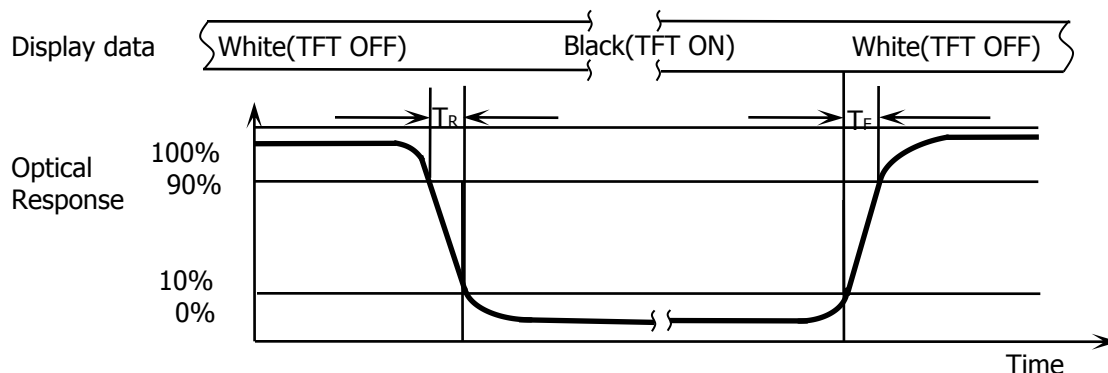 Display data
White(TFT OFF)
Black(TFT ON)
White(TFT OFF)
TR
TF
Optical
Response
100%
90%
10%
0%
Time